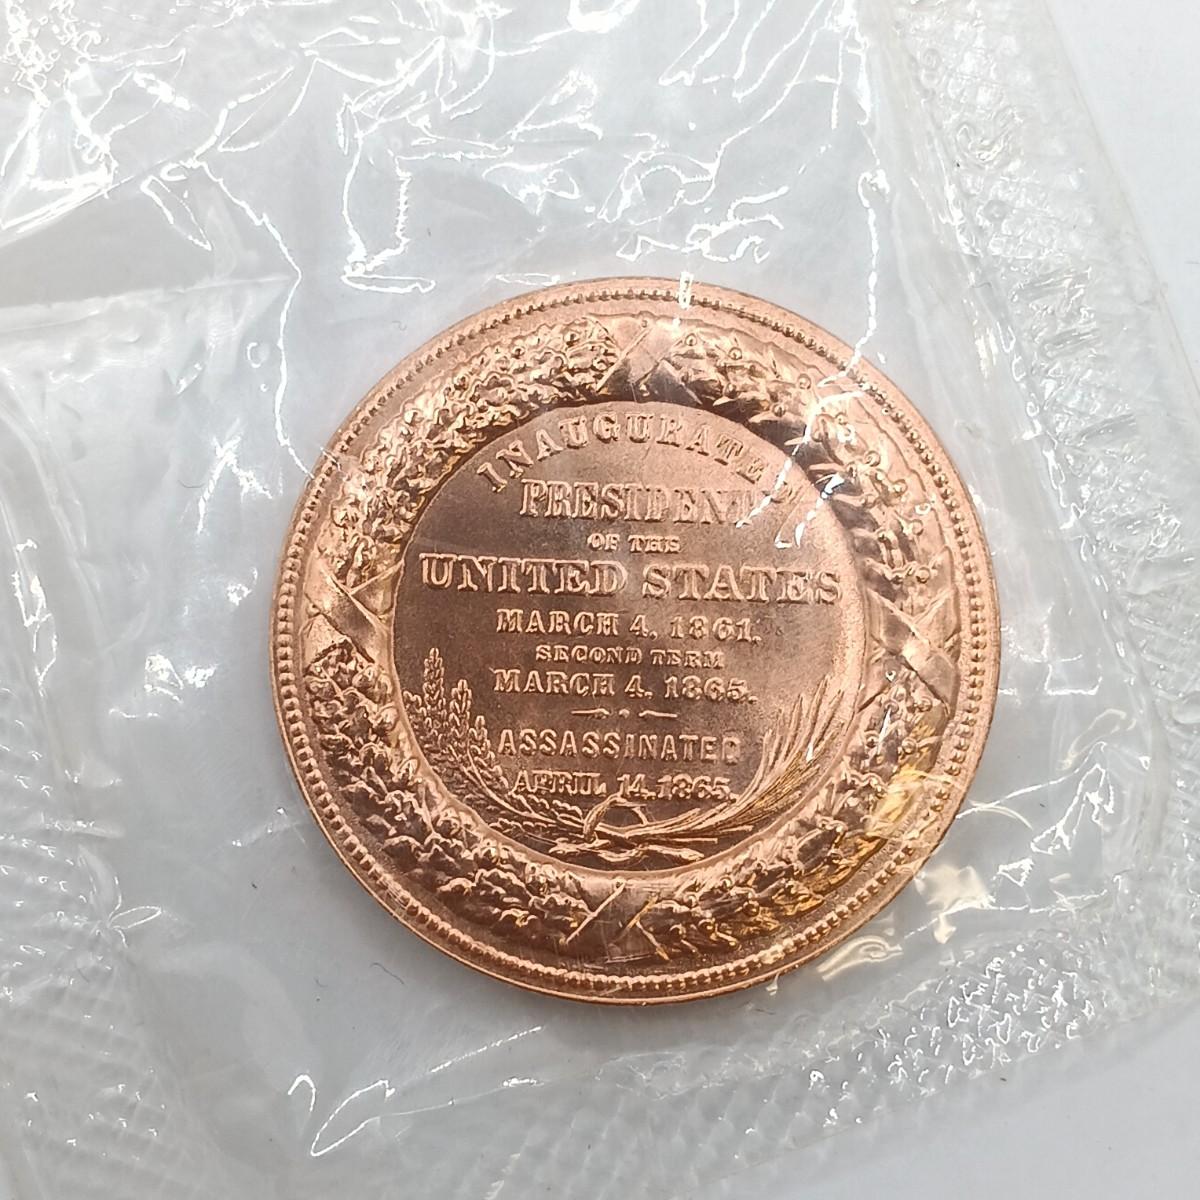 INAUGURATED
PRESIDENT
OF THE
UNITED STATES
MARCH 4, 1861.
SECOND TERM
MARCH 4, 1865.
ASSASSINATED
APRIL 14, 1865.